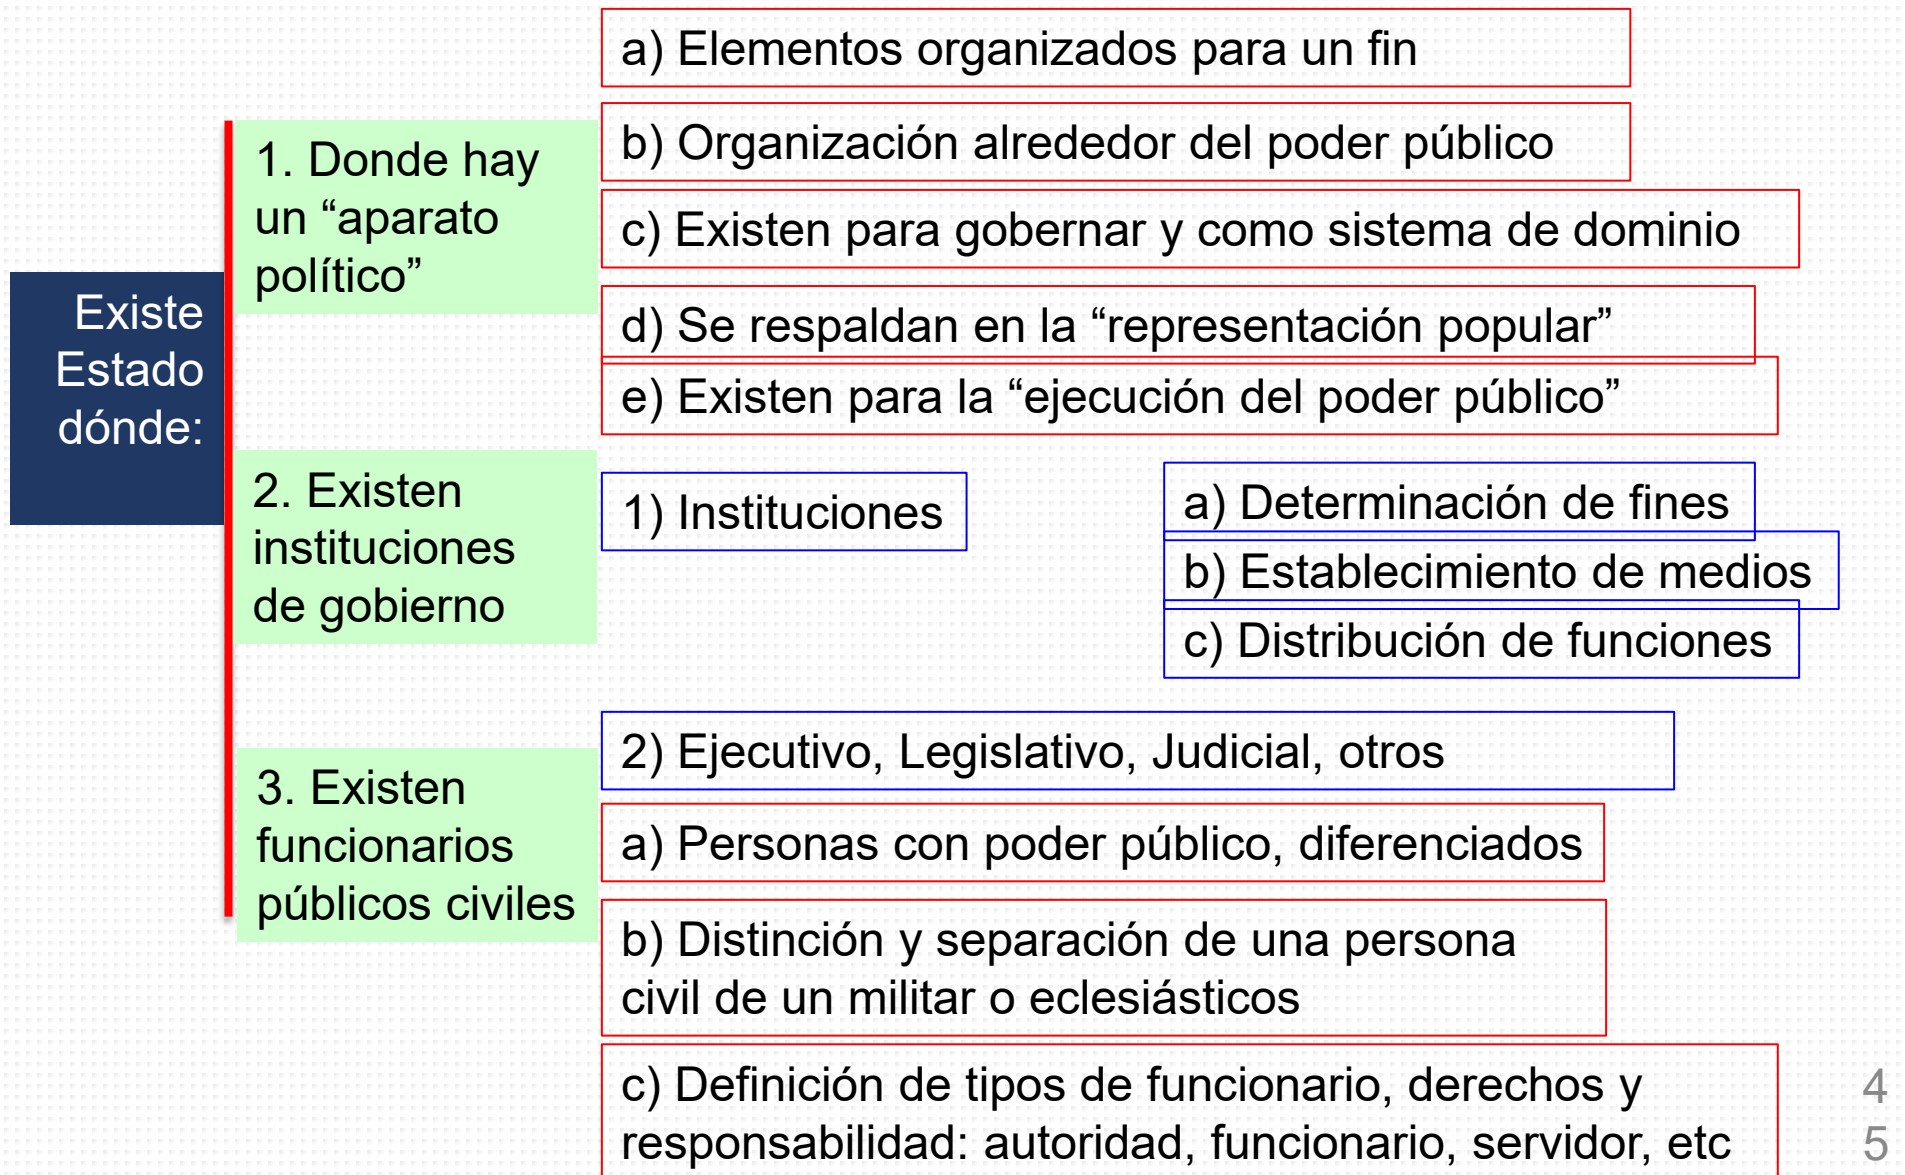 Existe
Estado
dónde:
1. Donde hay
un “aparato
político”
a) Elementos organizados para un fin
b) Organización alrededor del poder público
c) Existen para gobernar y como sistema de dominio
d) Se respaldan en la “representación popular”
e) Existen para la “ejecución del poder público”
2. Existen
instituciones
de gobierno
1) Instituciones
a) Determinación de fines
b) Establecimiento de medios
c) Distribución de funciones
2) Ejecutivo, Legislativo, Judicial, otros
3. Existen
funcionarios
públicos civiles
a) Personas con poder público, diferenciados
b) Distinción y separación de una persona
civil de un militar o eclesiásticos
c) Definición de tipos de funcionario, derechos y
responsabilidad: autoridad, funcionario, servidor, etc
4
5